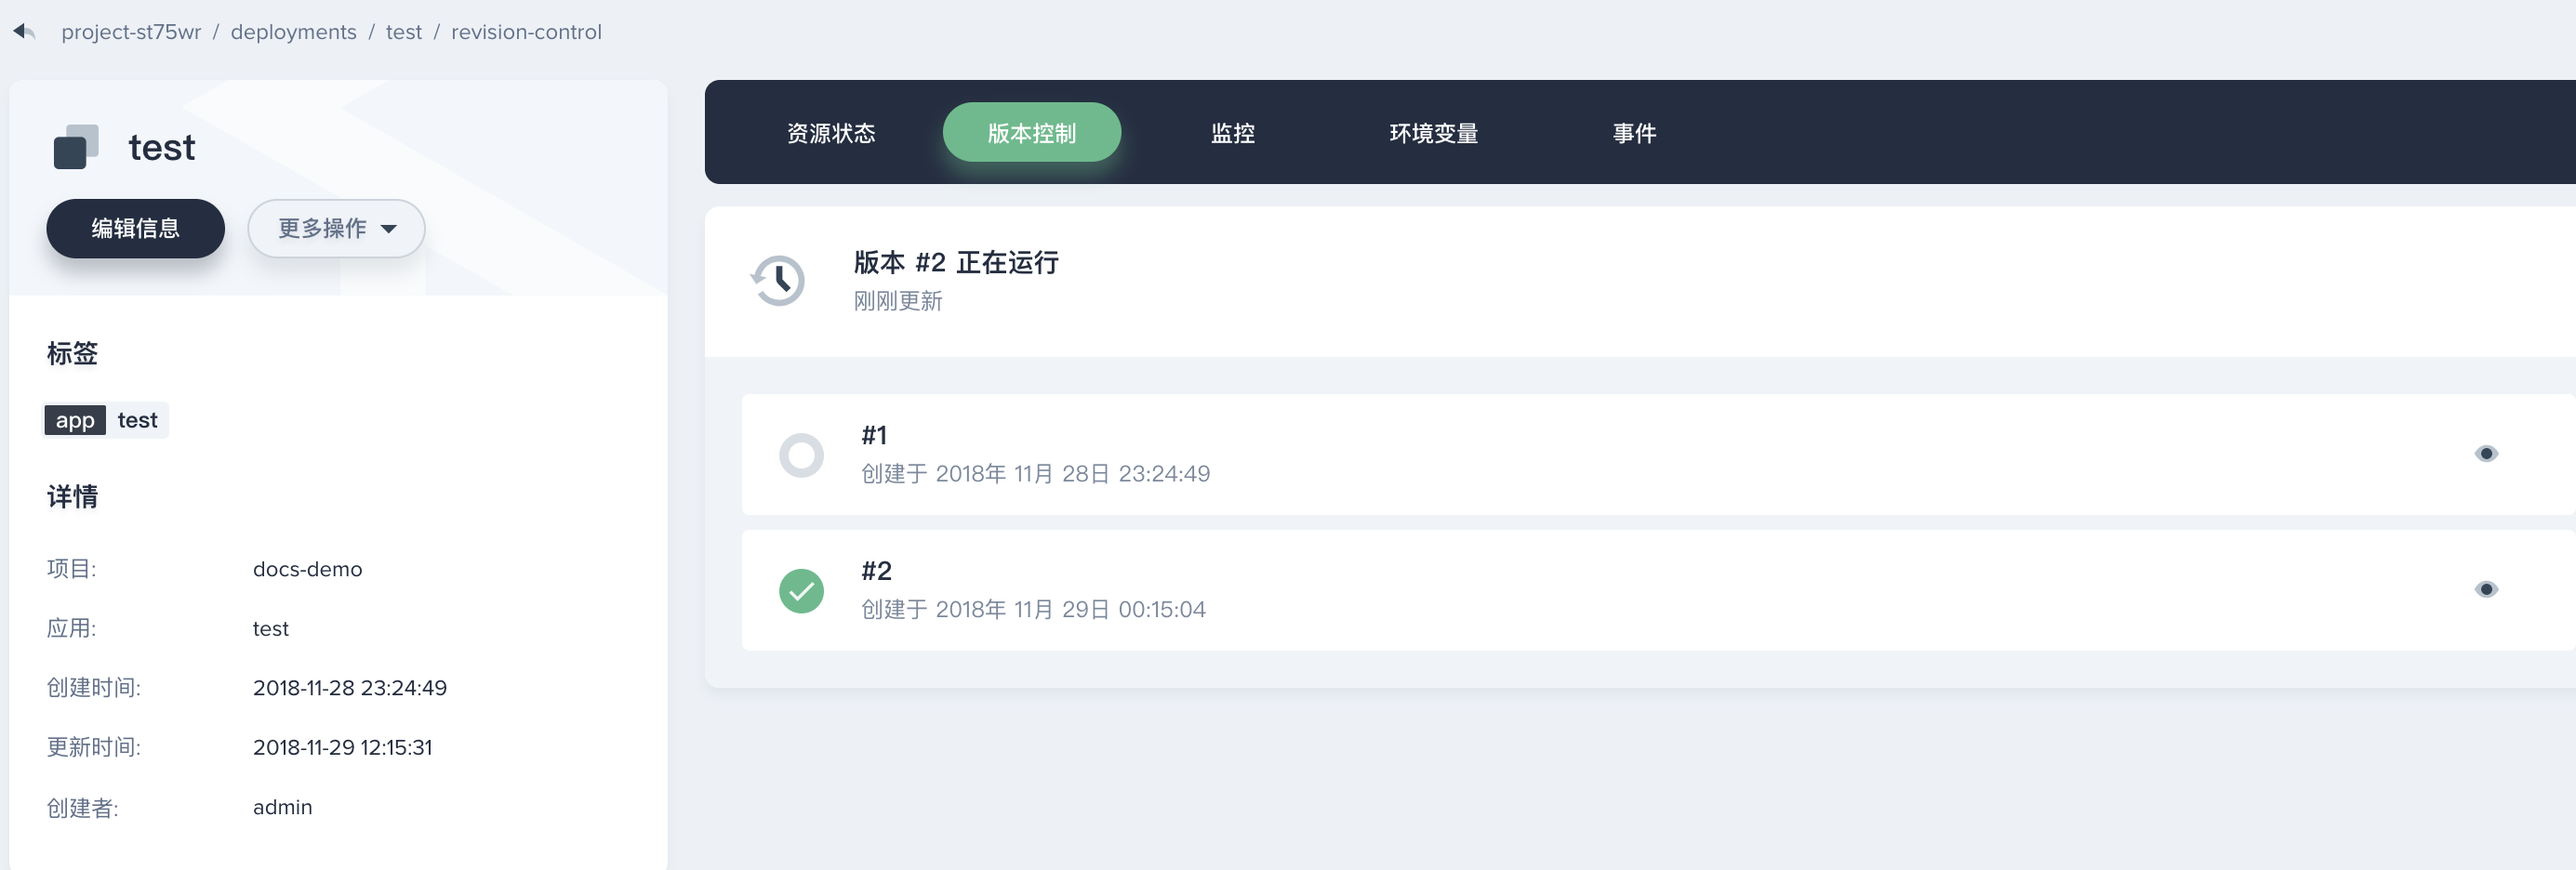 project-st75wr / deployments / test / revision-control
test
编辑信息 更多操作
标签
app test
详情
项目: docs-demo
应用: test
创建时间: 2018-11-28 23:24:49
更新时间: 2018-11-29 12:15:31
创建者: admin
资源状态 版本控制 监控 环境变量 事件
版本 #2 正在运行
刚刚更新
#1
创建于 2018年 11月 28日 23:24:49
#2
创建于 2018年 11月 29日 00:15:04